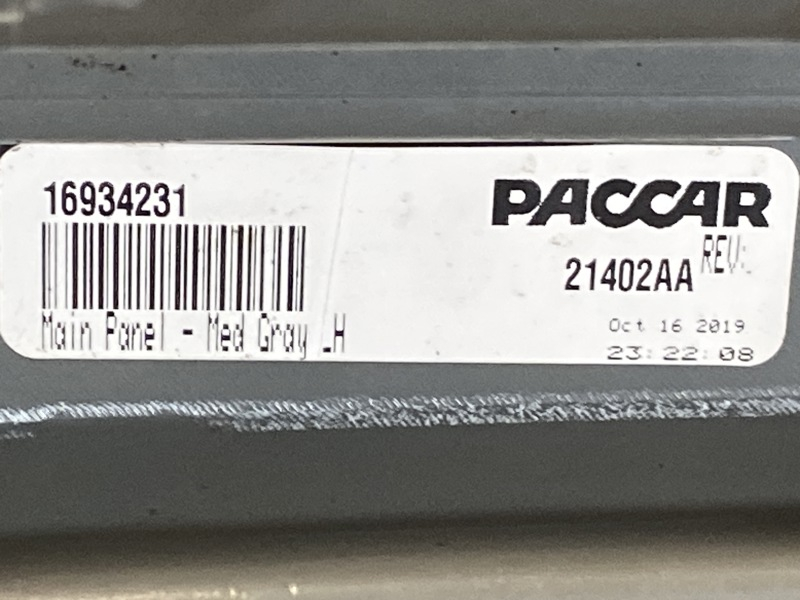 16934231
PACCAR
REV:
21402AA
Main Panel - Med Gray LH
Oct 16 2019
23:22:08